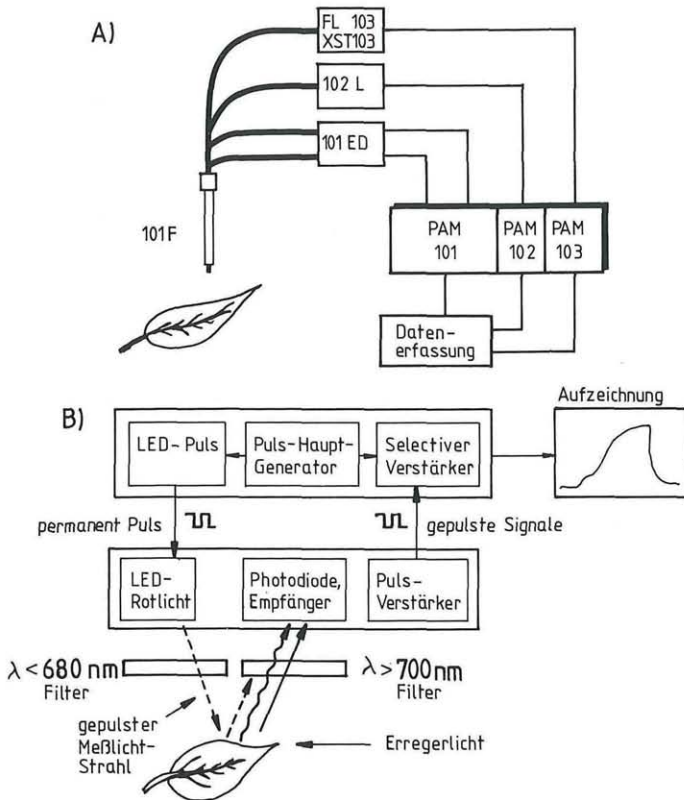 A)
FL 103
XST103
102 L
101 ED
101F
PAM
101
PAM
102
PAM
103
Daten-
erfassung
B)
Aufzeichnung
LED-Puls
Puls-Haupt-
Generator
Selectiver
Verstärker
permanent Puls
gepulste Signale
LED-
Rotlicht
Photodiode,
Empfänger
Puls-
Verstärker
λ<680 nm
Filter
λ>700nm
Filter
gepulster
Meßlicht-
Strahl
Erregerlicht